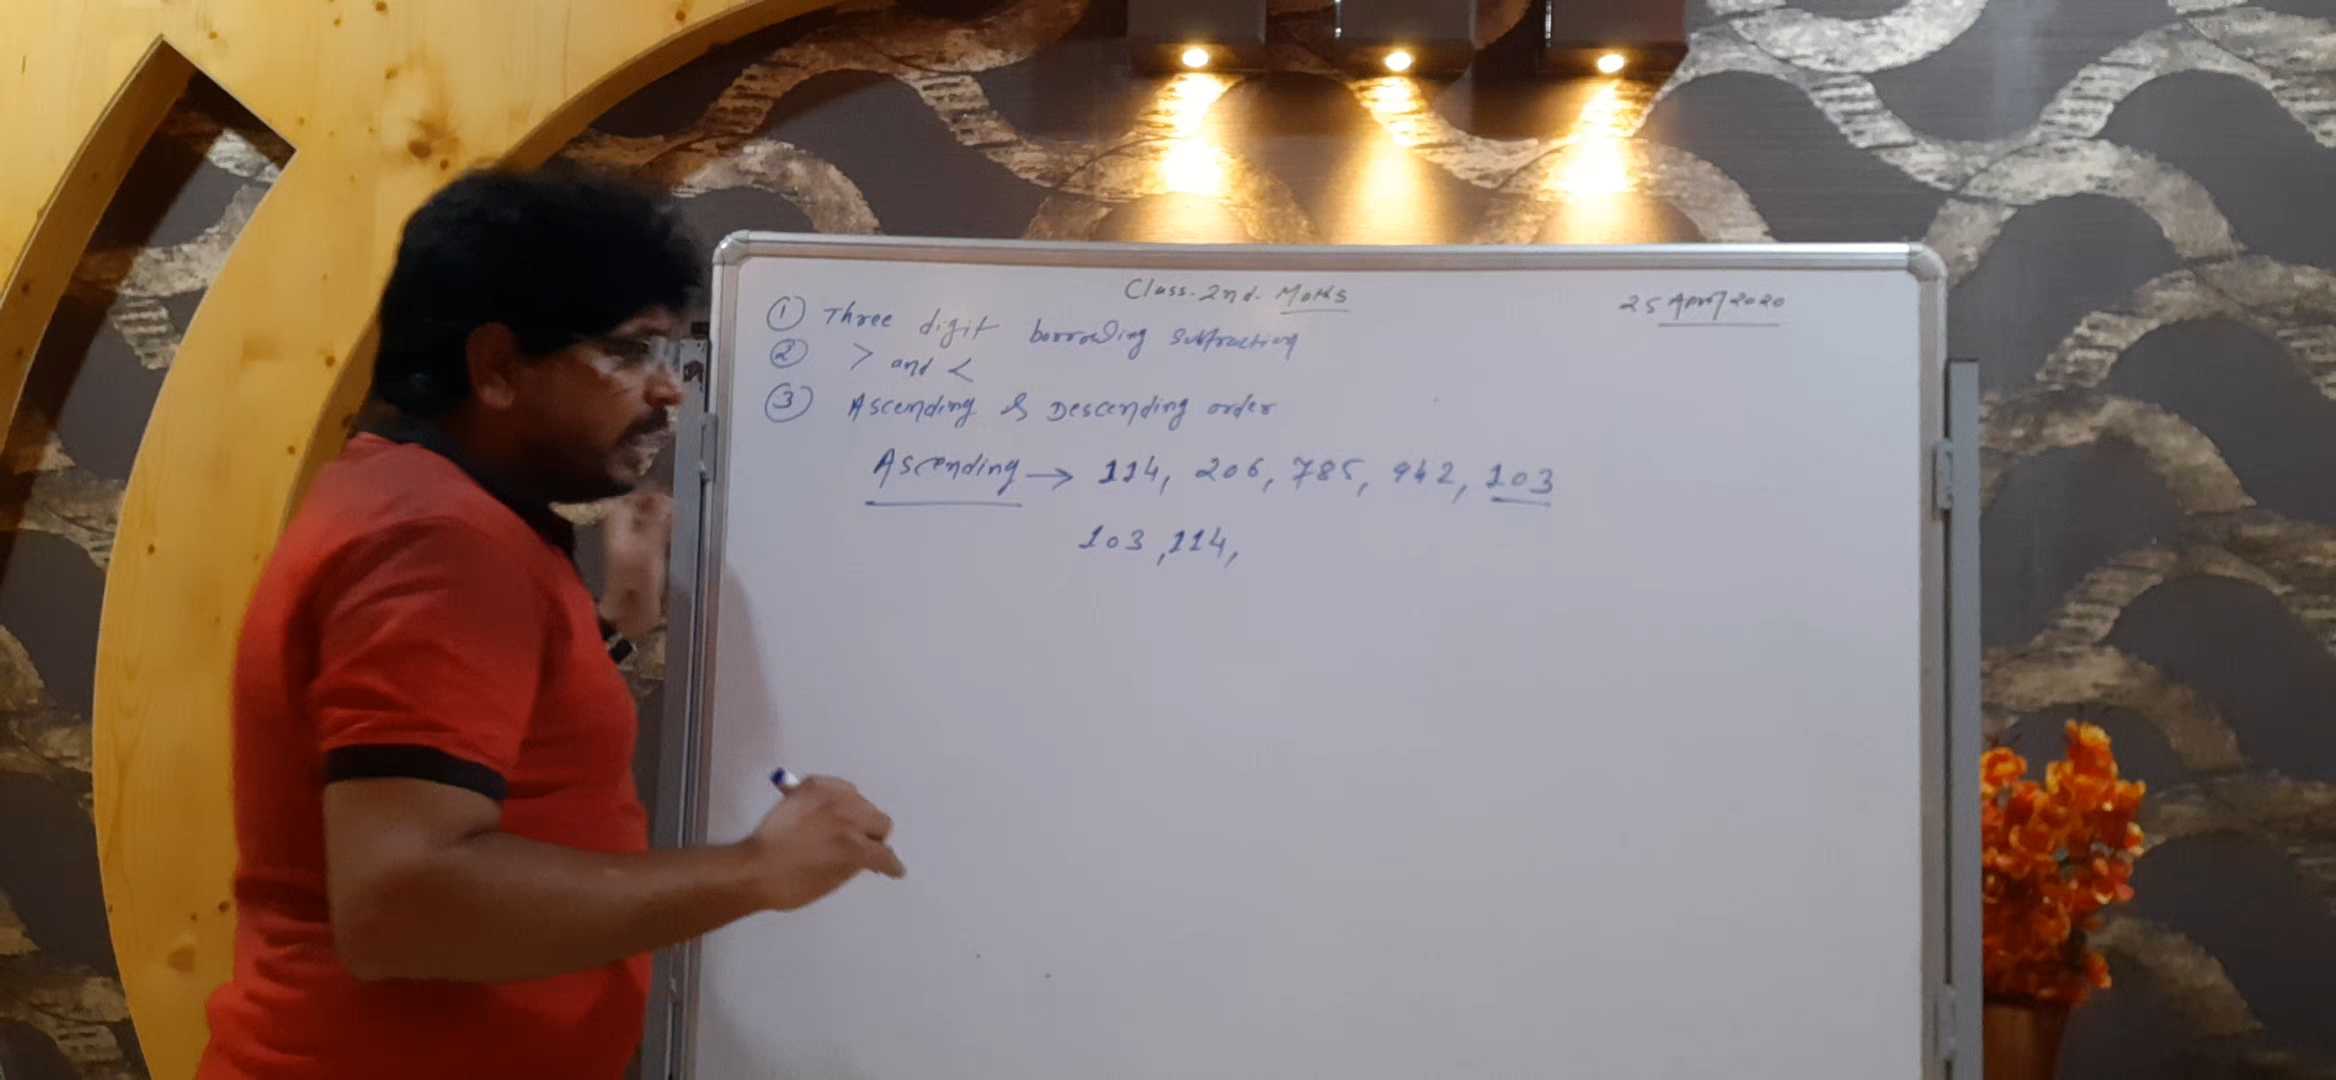 Class. 2nd. Maths
25 April 2020
① Three digit borrowing Subtraction
② > and <
③ Ascending & Descending order
Ascending → 114, 206, 785, 942, 103
103, 114,